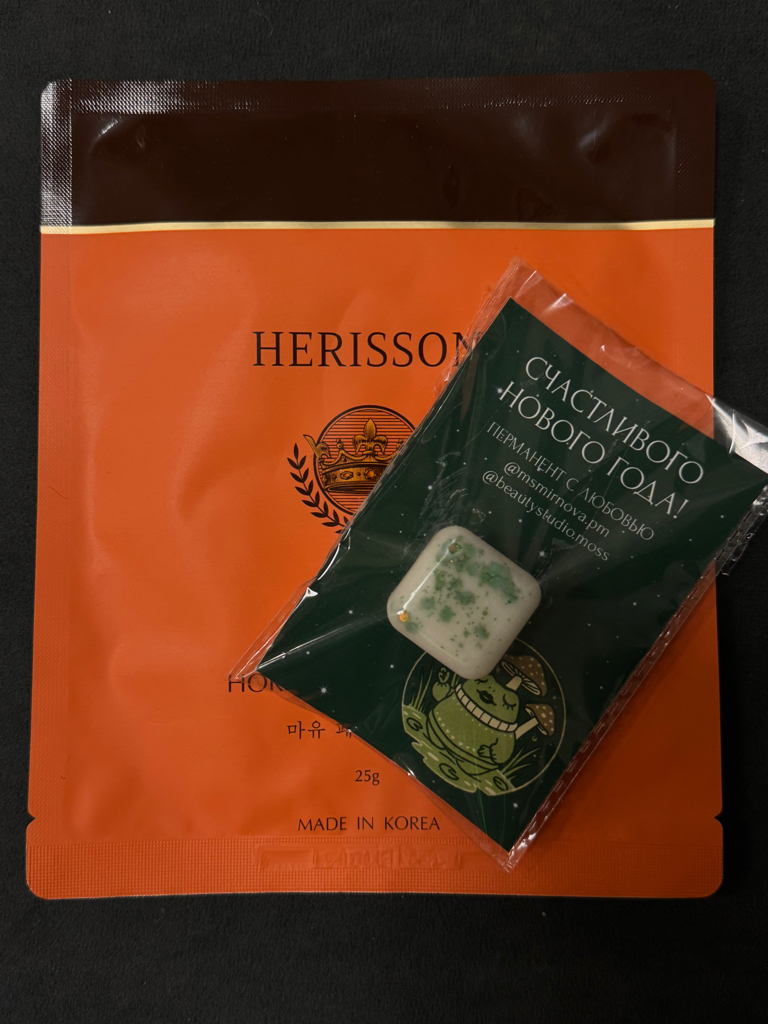 HERISSON
СЧАСТЛИВОГО
НОВОГО ГОДА!
ПЕРМАНЕНТ С ЛЮБОВЬЮ
@msmirnova.pm
@beautystudio.moss
마유
25g
MADE IN KOREA